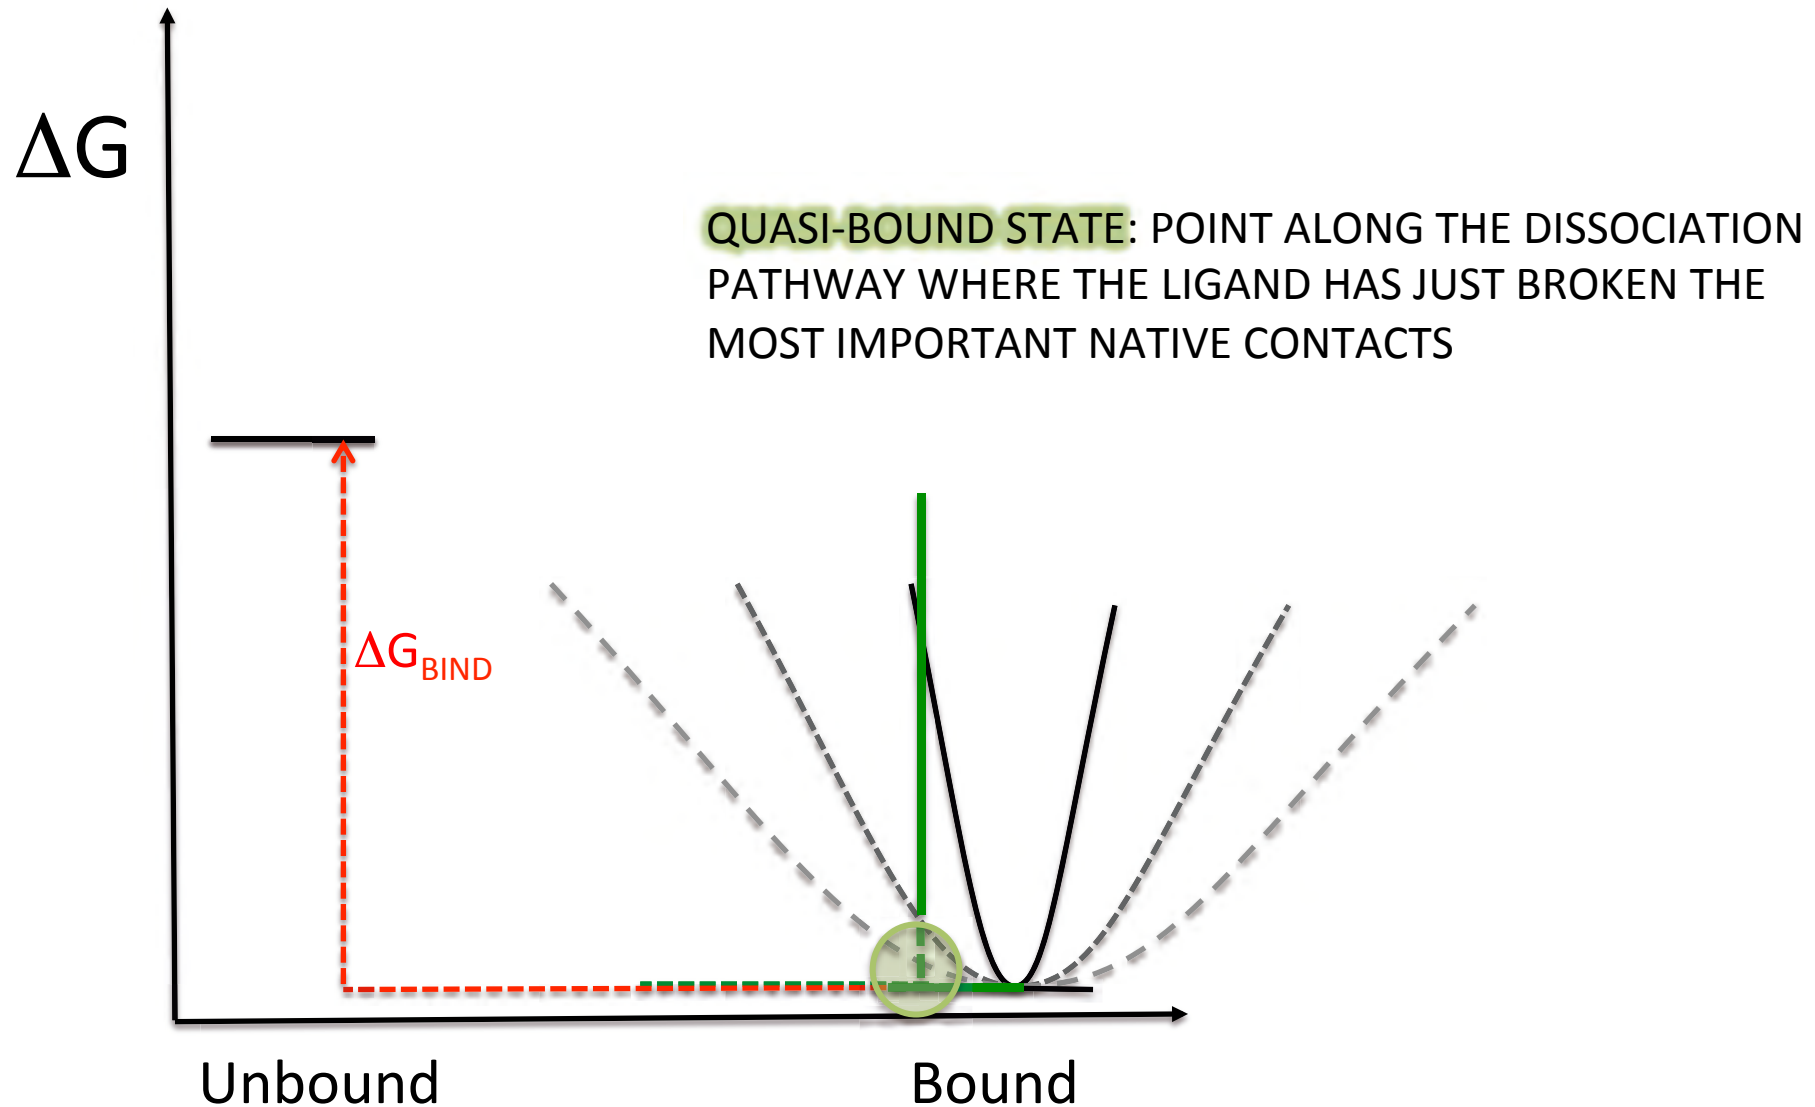 ΔG
QUASI-BOUND STATE: POINT ALONG THE DISSOCIATION
PATHWAY WHERE THE LIGAND HAS JUST BROKEN THE
MOST IMPORTANT NATIVE CONTACTS
ΔG_BIND
Unbound
Bound